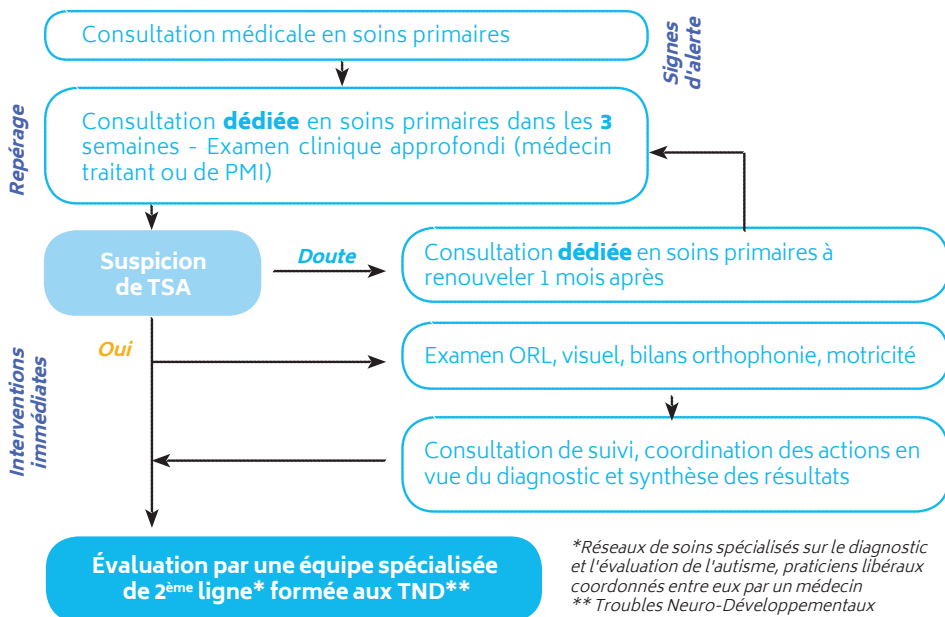 Consultation médicale en soins primaires
Signes
d'alerte
Repérage
Consultation dédiée en soins primaires dans les 3
semaines - Examen clinique approfondi (médecin
traitant ou de PMI)
Suspicion
de TSA
Doute
Consultation dédiée en soins primaires à
renouveler 1 mois après
Oui
Interventions
immédiates
Examen ORL, visuel, bilans orthophonie, motricité
Consultation de suivi, coordination des actions en
vue du diagnostic et synthèse des résultats
Évaluation par une équipe spécialisée
de 2ème ligne* formée aux TND**
*Réseaux de soins spécialisés sur le diagnostic
et l'évaluation de l'autisme, praticiens libéraux
coordonnés entre eux par un médecin
** Troubles Neuro-Développementaux